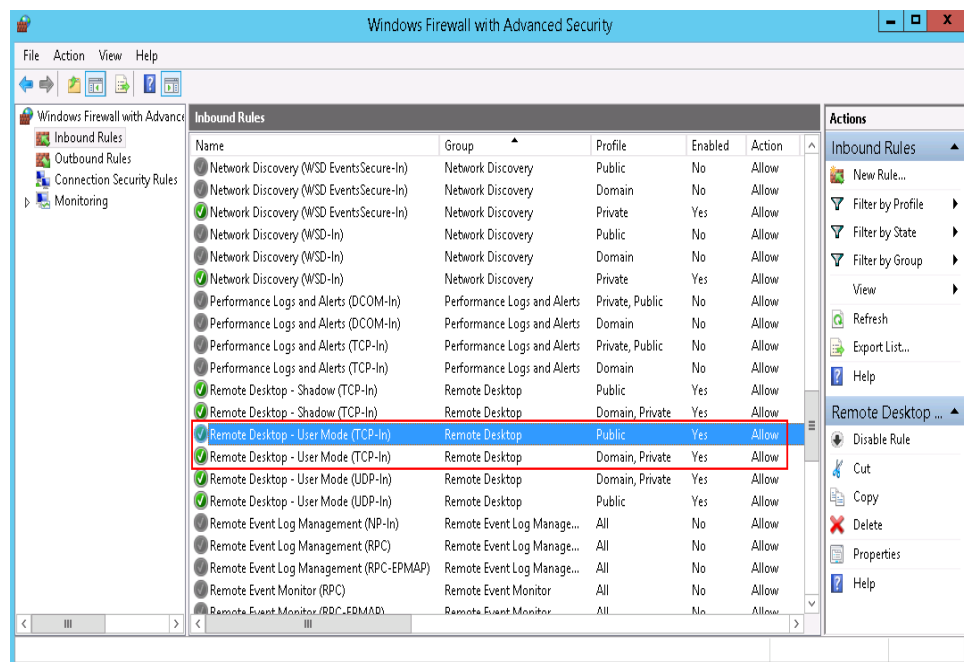 Windows Firewall with Advanced Security
File Action View Help
Windows Firewall with Advance
Inbound Rules
Outbound Rules
Connection Security Rules
Monitoring
Inbound Rules
Name Group Profile Enabled Action
Network Discovery (WSD EventsSecure-In) Network Discovery Public No Allow
Network Discovery (WSD EventsSecure-In) Network Discovery Domain No Allow
Network Discovery (WSD EventsSecure-In) Network Discovery Private Yes Allow
Network Discovery (WSD-In) Network Discovery Public No Allow
Network Discovery (WSD-In) Network Discovery Domain No Allow
Network Discovery (WSD-In) Network Discovery Private Yes Allow
Performance Logs and Alerts (DCOM-In) Performance Logs and Alerts Private, Public No Allow
Performance Logs and Alerts (DCOM-In) Performance Logs and Alerts Domain No Allow
Performance Logs and Alerts (TCP-In) Performance Logs and Alerts Private, Public No Allow
Performance Logs and Alerts (TCP-In) Performance Logs and Alerts Domain No Allow
Remote Desktop - Shadow (TCP-In) Remote Desktop Public Yes Allow
Remote Desktop - Shadow (TCP-In) Remote Desktop Domain, Private Yes Allow
Remote Desktop - User Mode (TCP-In) Remote Desktop Public Yes Allow
Remote Desktop - User Mode (TCP-In) Remote Desktop Domain, Private Yes Allow
Remote Desktop - User Mode (UDP-In) Remote Desktop Domain, Private Yes Allow
Remote Desktop - User Mode (UDP-In) Remote Desktop Public Yes Allow
Remote Event Log Management (NP-In) Remote Event Log Manage... All No Allow
Remote Event Log Management (RPC) Remote Event Log Manage... All No Allow
Remote Event Log Management (RPC-EPMAP) Remote Event Log Manage... All No Allow
Remote Event Monitor (RPC) Remote Event Monitor All No Allow
Remote Event Monitor (RPC-EPMAP) Remote Event Monitor All No Allow
Actions
Inbound Rules
New Rule...
Filter by Profile
Filter by State
Filter by Group
View
Refresh
Export List...
Help
Remote Desktop ...
Disable Rule
Cut
Copy
Delete
Properties
Help